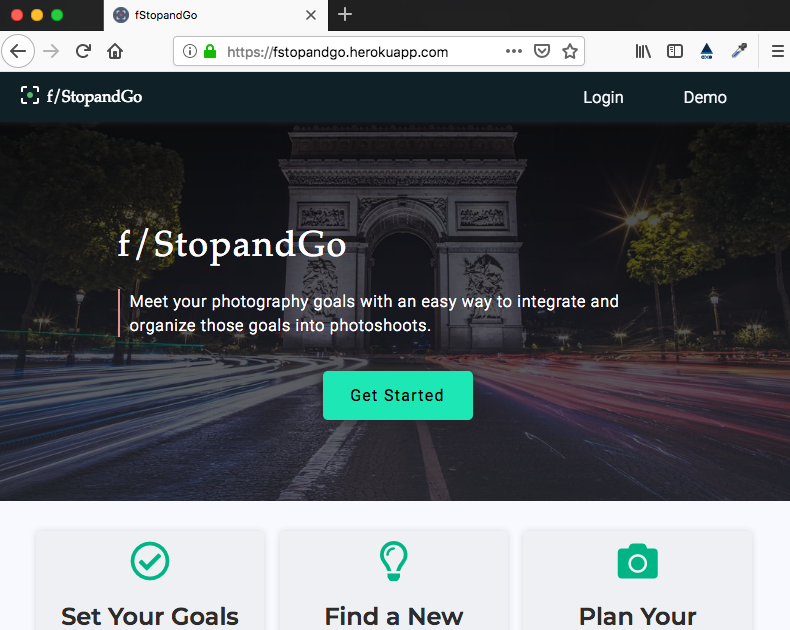 fStopandGo
https://fstopandgo.herokuapp.com
f/StopandGo
Login
Demo
f/StopandGo
Meet your photography goals with an easy way to integrate and
organize those goals into photoshoots.
Get Started
Set Your Goals
Find a New
Plan Your